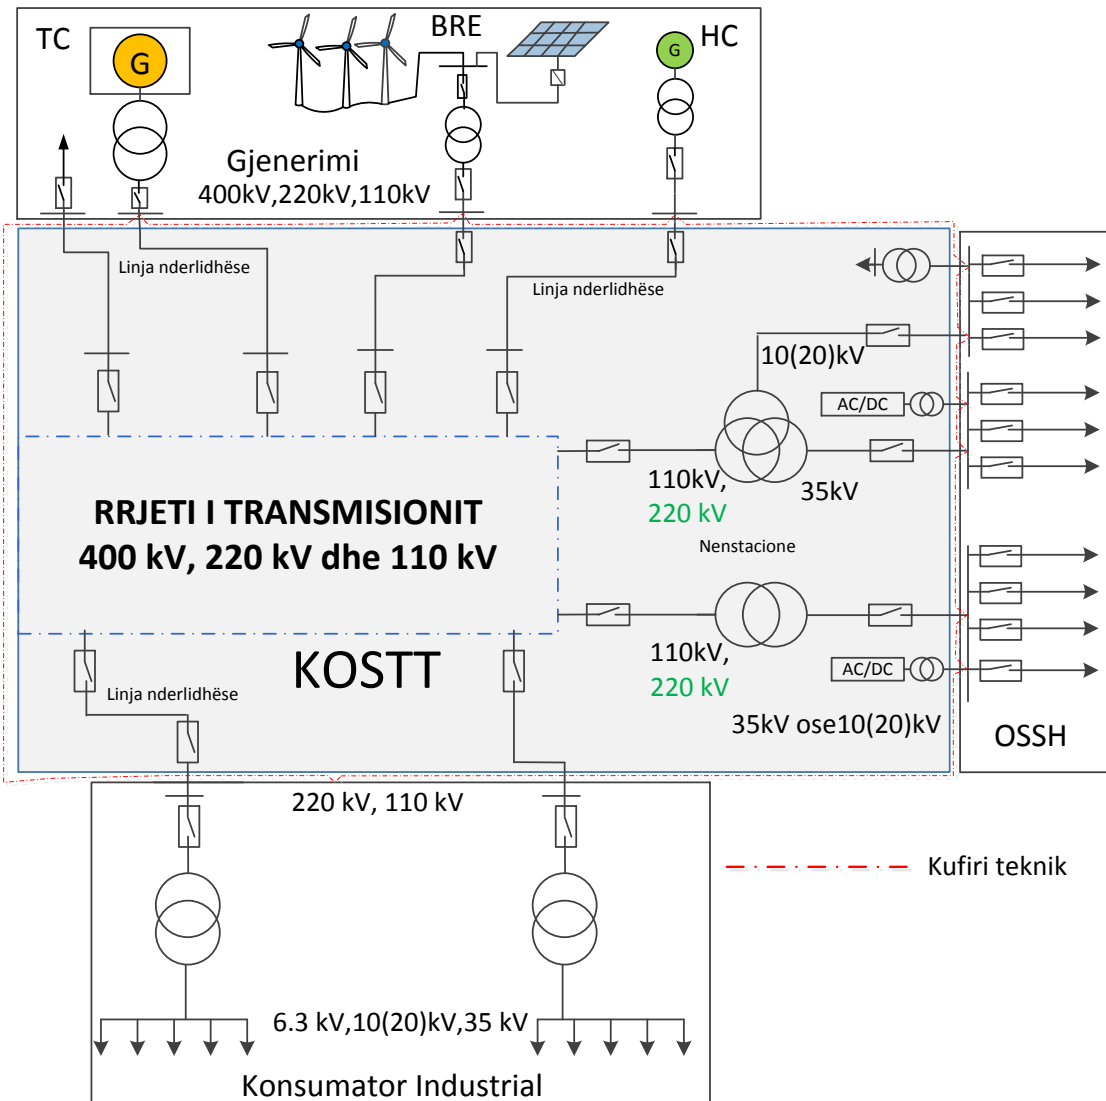 TC
BRE
HC
G
G
Gjenerimi
400kV,220kV,110kV
Linja nderlidhëse
Linja nderlidhëse
10(20)kV
AC/DC
110kV,
220 kV
35kV
RRJETI I TRANSMISIONIT
400 kV, 220 kV dhe 110 kV
Nenstacione
KOSTT
110kV,
220 kV
AC/DC
Linja nderlidhëse
35kV ose10(20)kV
OSSH
220 kV, 110 kV
Kufiri teknik
6.3 kV,10(20)kV,35 kV
Konsumator Industrial